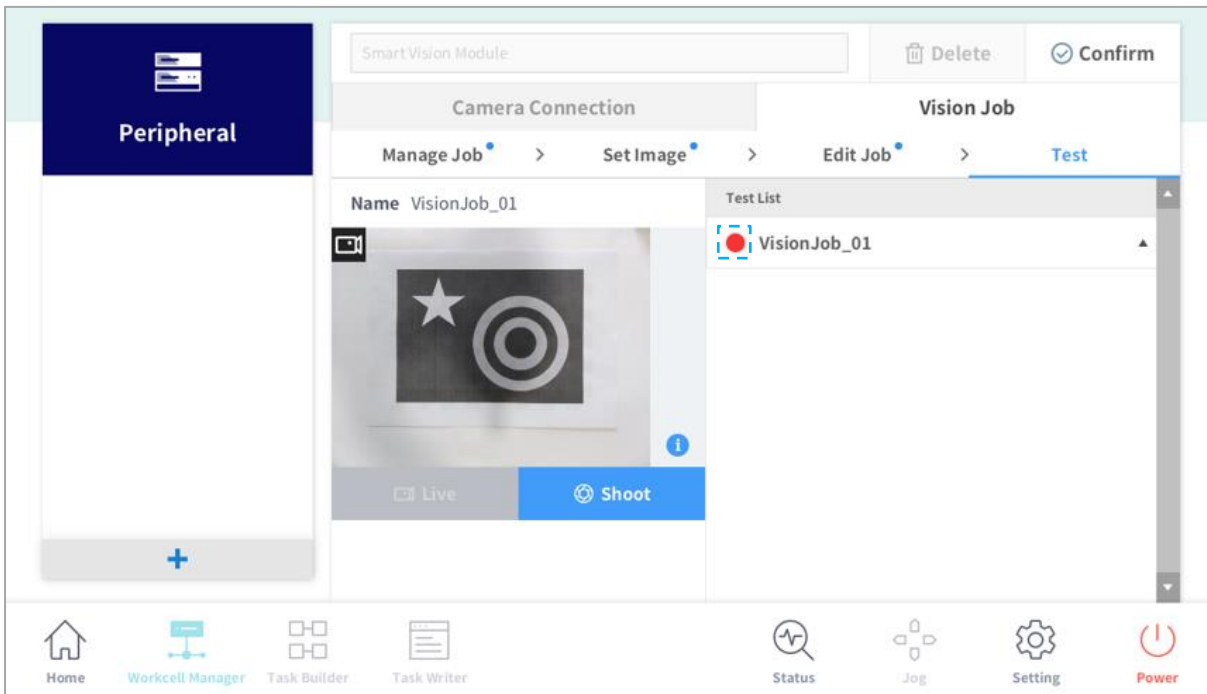 Peripheral
Smart Vision Module
Delete
Confirm
Camera Connection
Vision Job
Manage Job > Set Image > Edit Job > Test
Name VisionJob_01
Test List
VisionJob_01
Live
Shoot
+
Home
Workcell Manager
Task Builder
Task Writer
Status
Jog
Setting
Power